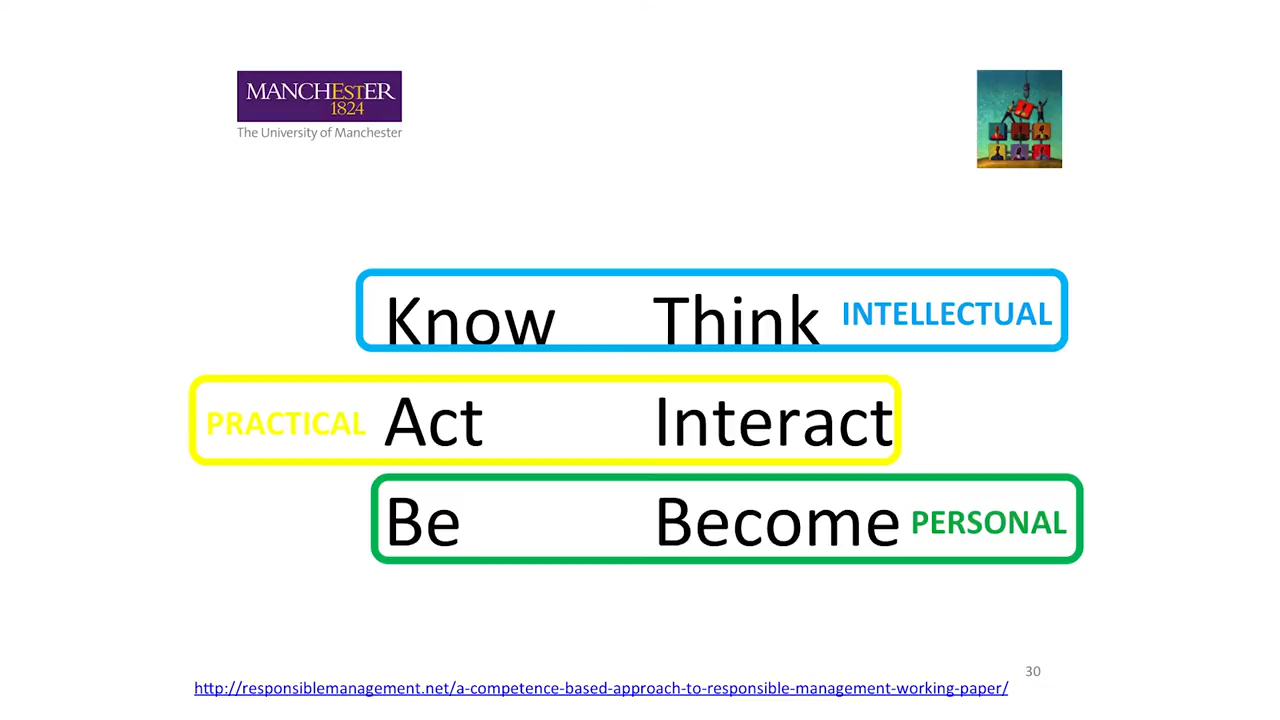 MANCHESTER
1824
The University of Manchester
Know Think INTELLECTUAL
PRACTICAL Act Interact
Be Become PERSONAL
30
http://responsiblemanagement.net/a-competence-based-approach-to-responsible-management-working-paper/